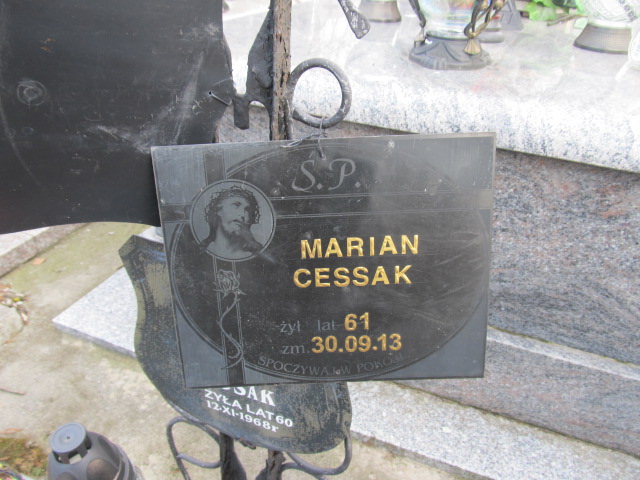 S.P.
MARIAN
CESSAK
żył lat 61
zm. 30.09.13
SPOCZYWAJ W POKOJU
SAK
ŻYŁA LAT 60
12-XI-1968r